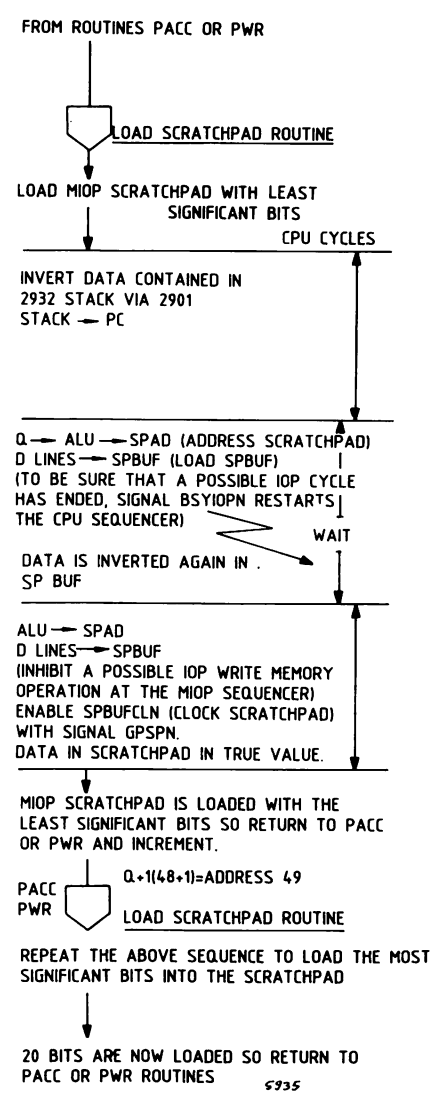 FROM ROUTINES PACC OR PWR
LOAD SCRATCHPAD ROUTINE
LOAD MIOP SCRATCHPAD WITH LEAST
SIGNIFICANT BITS
CPU CYCLES
INVERT DATA CONTAINED IN
2932 STACK VIA 2901
STACK → PC
Q → ALU → SPAD (ADDRESS SCRATCHPAD)
D LINES → SPBUF (LOAD SPBUF)
(TO BE SURE THAT A POSSIBLE IOP CYCLE
HAS ENDED, SIGNAL BSYIOPN RESTARTS
THE CPU SEQUENCER)
WAIT
DATA IS INVERTED AGAIN IN .
SP BUF
ALU → SPAD
D LINES → SPBUF
(INHIBIT A POSSIBLE IOP WRITE MEMORY
OPERATION AT THE MIOP SEQUENCER)
ENABLE SPBUFCLN (CLOCK SCRATCHPAD)
WITH SIGNAL GPSPN.
DATA IN SCRATCHPAD IN TRUE VALUE.
MIOP SCRATCHPAD IS LOADED WITH THE
LEAST SIGNIFICANT BITS SO RETURN TO PACC
OR PWR AND INCREMENT.
Q+1(48+1)=ADDRESS 49
PACC
PWR
LOAD SCRATCHPAD ROUTINE
REPEAT THE ABOVE SEQUENCE TO LOAD THE MOST
SIGNIFICANT BITS INTO THE SCRATCHPAD
20 BITS ARE NOW LOADED SO RETURN TO
PACC OR PWR ROUTINES
5935